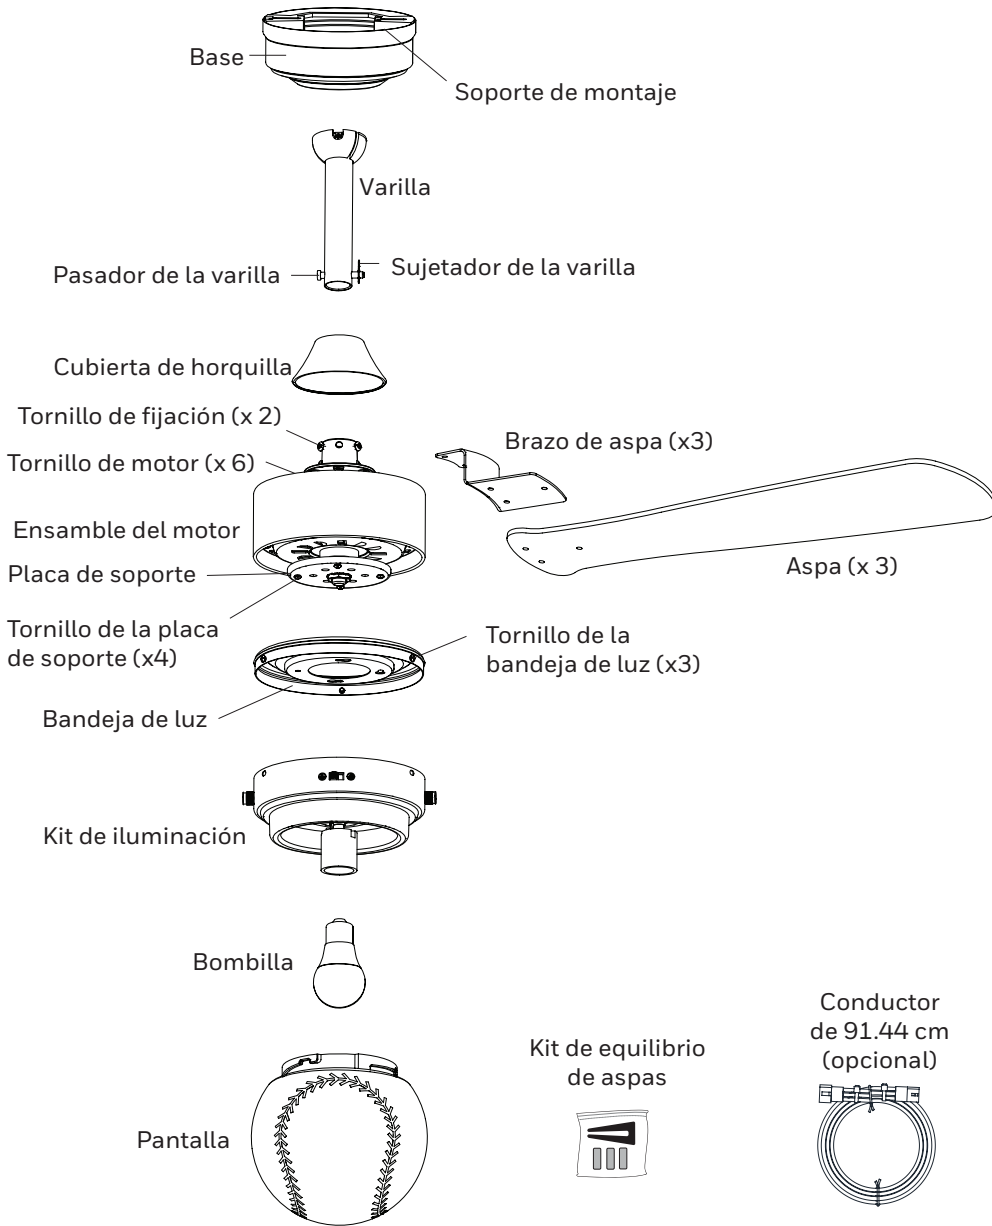 Base
Soporte de montaje
Varilla
Pasador de la varilla
Sujetador de la varilla
Cubierta de horquilla
Tornillo de fijación (x 2)
Brazo de aspa (x3)
Tornillo de motor (x 6)
Ensamble del motor
Placa de soporte
Aspa (x 3)
Tornillo de la placa
de soporte (x4)
Tornillo de la
bandeja de luz (x3)
Bandeja de luz
Kit de iluminación
Bombilla
Conductor
de 91.44 cm
(opcional)
Kit de equilibrio
de aspas
Pantalla